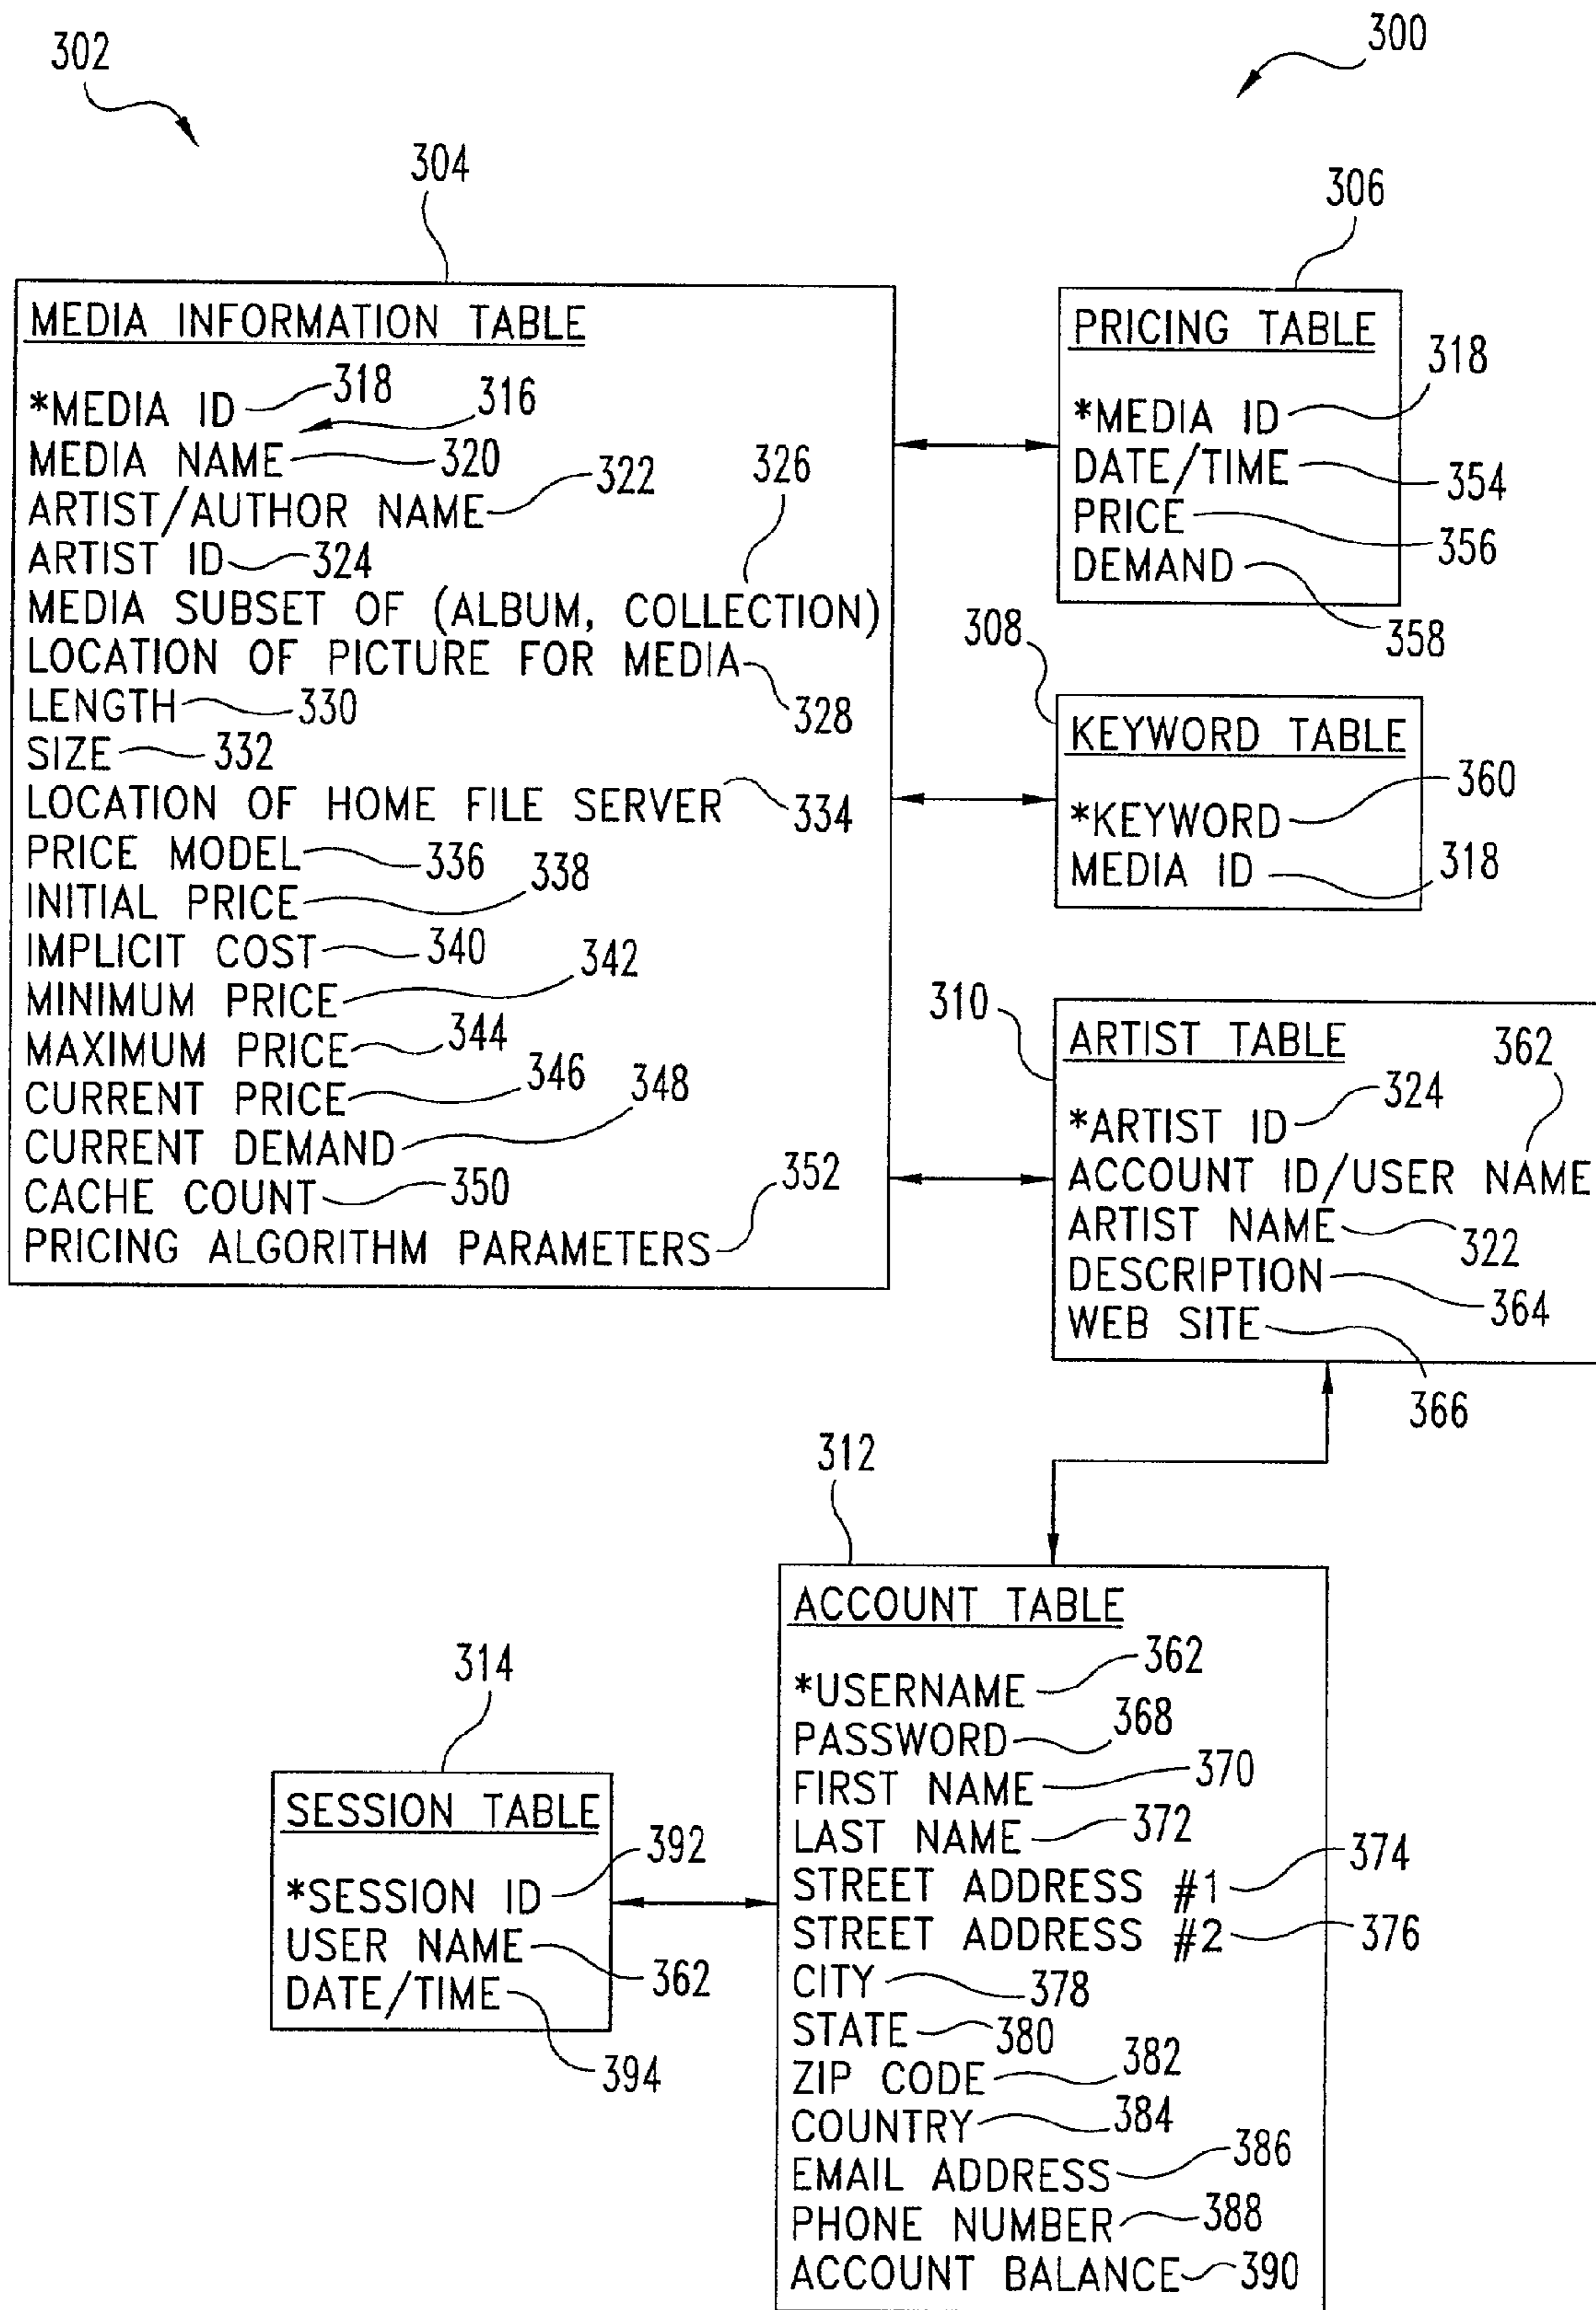 302
300
304
MEDIA INFORMATION TABLE
*MEDIA ID 318
316
MEDIA NAME 320
ARTIST/AUTHOR NAME 322
ARTIST ID 324
326
MEDIA SUBSET OF (ALBUM, COLLECTION)
LOCATION OF PICTURE FOR MEDIA 328
LENGTH 330
SIZE 332
LOCATION OF HOME FILE SERVER 334
PRICE MODEL 336
INITIAL PRICE 338
IMPLICIT COST 340
MINIMUM PRICE 342
MAXIMUM PRICE 344
CURRENT PRICE 346
CURRENT DEMAND 348
CACHE COUNT 350
PRICING ALGORITHM PARAMETERS 352
306
PRICING TABLE
*MEDIA ID 318
DATE/TIME 354
PRICE 356
DEMAND 358
308
KEYWORD TABLE
*KEYWORD 360
MEDIA ID 318
310
ARTIST TABLE
*ARTIST ID 324
ACCOUNT ID/USER NAME 362
ARTIST NAME 322
DESCRIPTION 364
WEB SITE 366
312
ACCOUNT TABLE
*USERNAME 362
PASSWORD 368
FIRST NAME 370
LAST NAME 372
STREET ADDRESS #1 374
STREET ADDRESS #2 376
CITY 378
STATE 380
ZIP CODE 382
COUNTRY 384
EMAIL ADDRESS 386
PHONE NUMBER 388
ACCOUNT BALANCE 390
314
SESSION TABLE
*SESSION ID 392
USER NAME 362
DATE/TIME 394